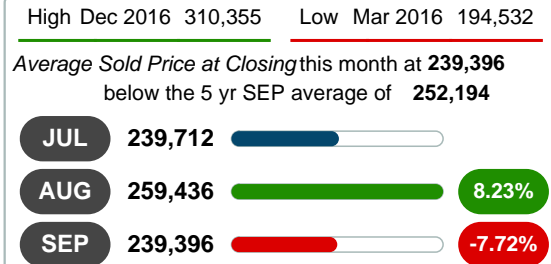 High Dec 2016 310,355 Low Mar 2016 194,532
Average Sold Price at Closing this month at 239,396
below the 5 yr SEP average of 252,194
JUL 239,712
AUG 259,436 8.23%
SEP 239,396 -7.72%